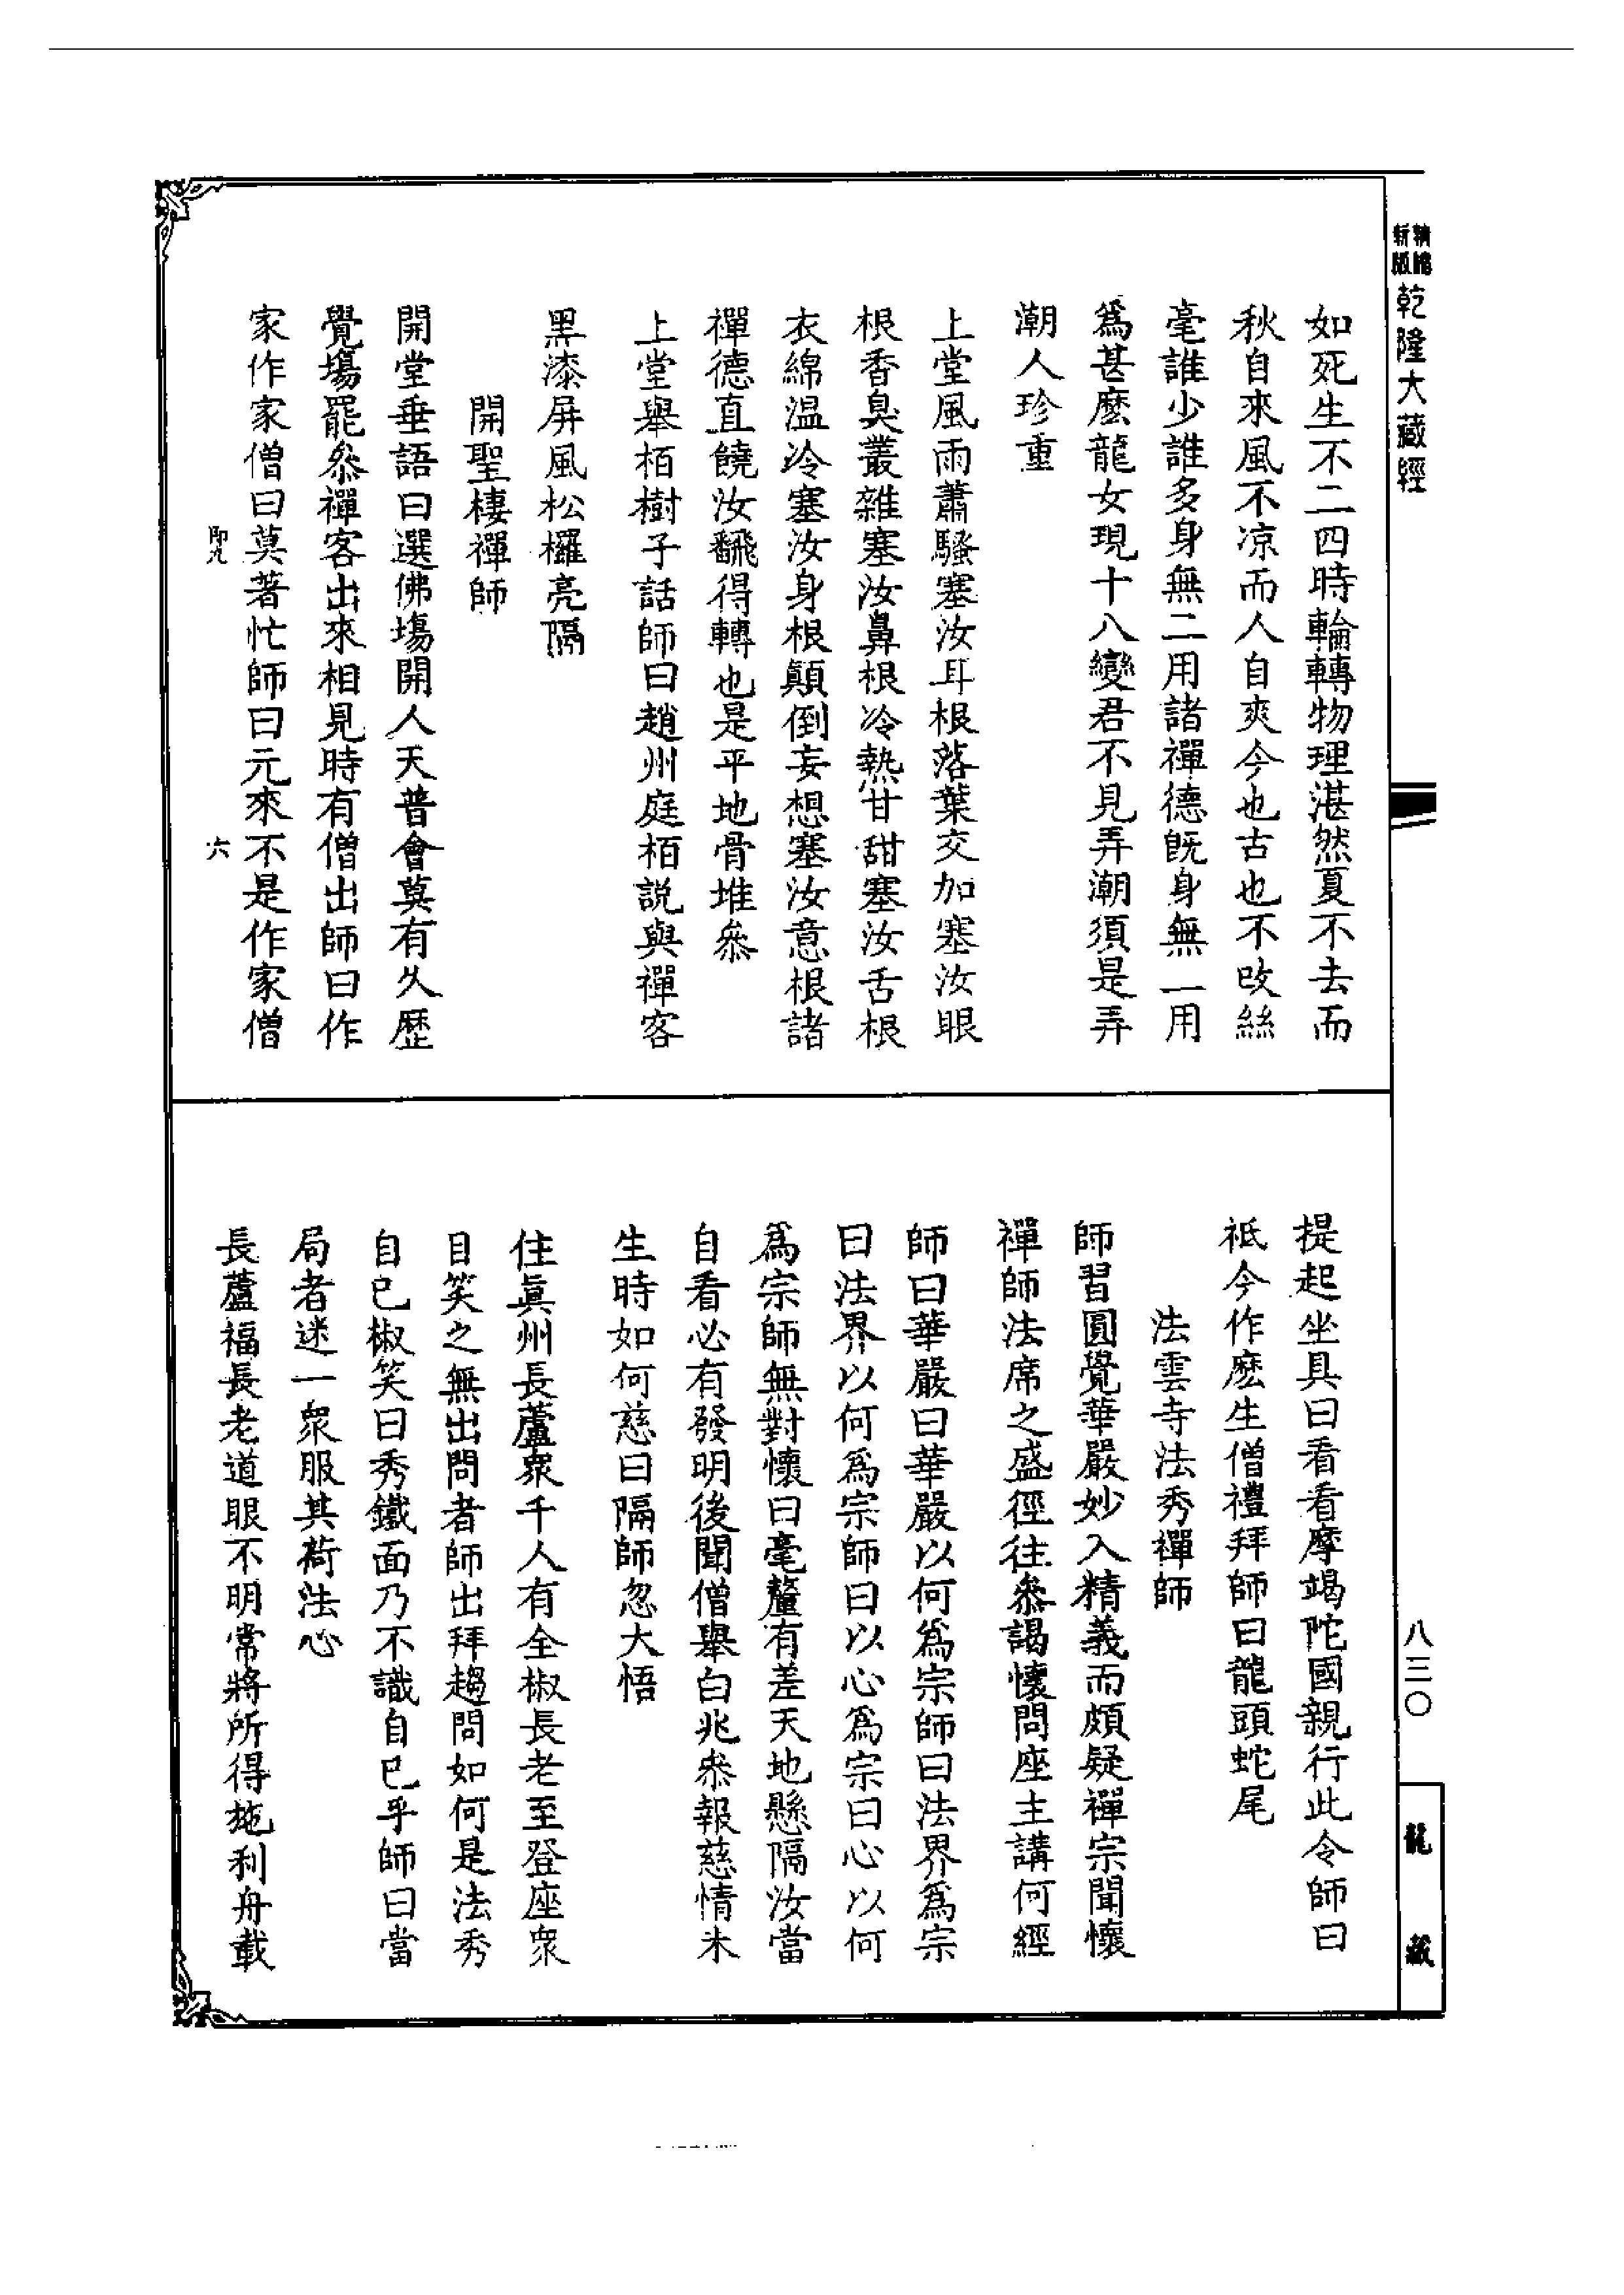 精縮新版乾隆大藏經
如死生不二四時輪轉物理湛然夏不去而
秋自來風不凉而人自爽今也古也不改絲
毫誰少誰多身無二用諸禪德旣身無一用
爲甚麽龍女現十八變君不見弄潮須是弄
潮人珍重
上堂風雨蕭騷塞汝耳根落葉交加塞汝眼
根香臭叢雜塞汝鼻根冷熱甘甜塞汝舌根
衣綿温冷塞汝身根顛倒妄想塞汝意根諸
禪德直饒汝翻得轉也是平地骨堆叅
上堂舉栢樹子話師曰趙州庭栢説與禪客
黑漆屏風松欏亮隔
開聖棲禪師
開堂垂語曰選佛塲開人天普會莫有久歷
覺塲罷叅禪客出來相見時有僧出師曰作
家作家僧曰莫著忙師曰元來不是作家僧
六
提起坐具曰看看摩竭陀國親行此令師曰
祇今作麽生僧禮拜師曰龍頭蛇尾
法雲寺法秀禪師
師習圓覺華嚴妙入精義而頗疑禪宗聞懷
禪師法席之盛徑往叅謁懷問座主講何經
師曰華嚴曰華嚴以何爲宗師曰法界爲宗
曰法界以何爲宗師曰以心爲宗曰心以何
爲宗師無對懷曰毫釐有差天地懸隔汝當
自看必有發明後聞僧舉白兆叅報慈情未
生時如何慈曰隔師忽大悟
住眞州長蘆衆千人有全椒長老至登座衆
目笑之無出問者師出拜趨問如何是法秀
自已椒笑曰秀鐵面乃不識自已乎師曰當
局者迷一衆服其荷法心
長蘆福長老道眼不明常將所得施利舟載
八三〇
龍藏